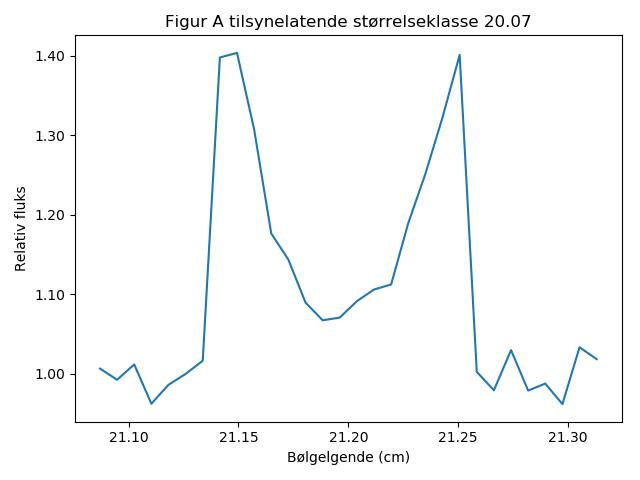 Figur A tilsynelatende størrelseklasse 20.07
1.40
1.30
1.20
1.10
1.00
Relativ fluks
21.10 21.15 21.20 21.25 21.30
Bølgelgende (cm)